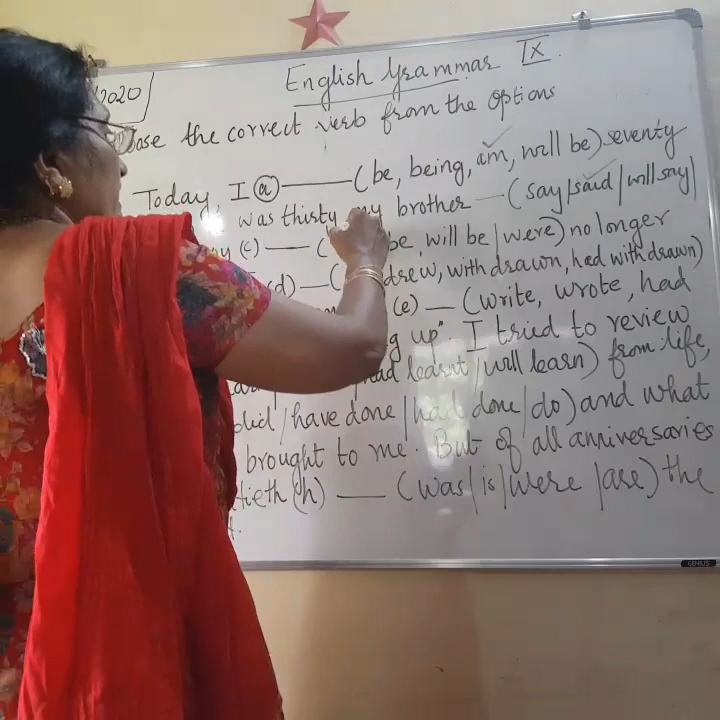 2020
English Grammar IX.
the correct verb from the options
Today, I (a) —— (be, being, am, will be) seventy
was thisty my brother — (say/said/will say)
(c) —— ( be, will be/were) no longer
(d) — ( drew, with drawn, had with drawn)
(e) — (write, wrote, had
up". I tried to review
had learnt/will learn) from life,
did/have done/had done/do) and what
brought to me. But of all anniversaries
tieth (h) —— (was/is/were/are) the
GENIUS